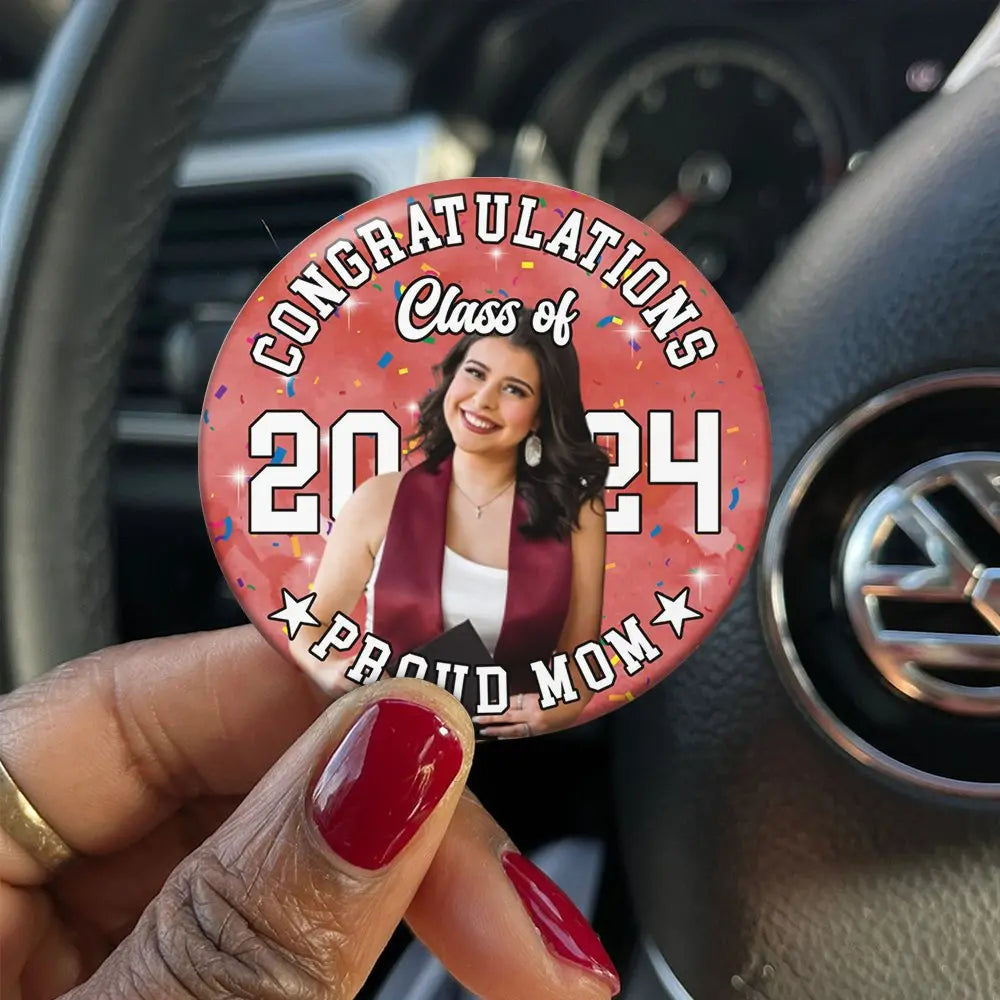 CONGRATULATIONS
Class of
2024
PROUD MOM